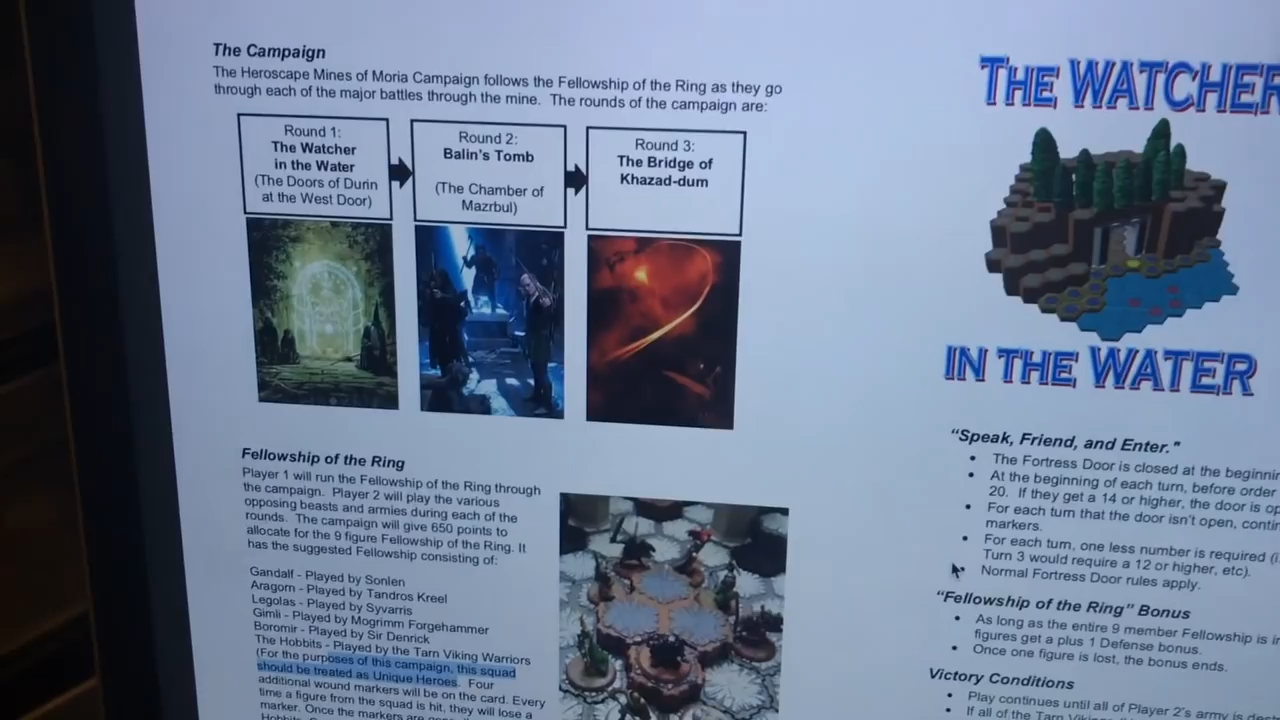 The Campaign
The Heroscape Mines of Moria Campaign follows the Fellowship of the Ring as they go
through each of the major battles through the mine. The rounds of the campaign are:
Round 1:
The Watcher
in the Water
(The Doors of Durin
at the West Door)
Round 2:
Balin's Tomb
(The Chamber of
Mazrbul)
Round 3:
The Bridge of
Khazad-dum
Fellowship of the Ring
Player 1 will run the Fellowship of the Ring through
the campaign. Player 2 will play the various
opposing beasts and armies during each of the
rounds. The campaign will give 650 points to
allocate for the 9 figure Fellowship of the Ring. It
has the suggested Fellowship consisting of:
Gandalf - Played by Sonlen
Aragorn - Played by Tandros Kreel
Legolas - Played by Syvarris
Gimli - Played by Mogrimm Forgehammer
Boromir - Played by Sir Denrick
The Hobbits - Played by the Tarn Viking Warriors
(For the purposes of this campaign, this squad
should be treated as Unique Heroes. Four
additional wound markers will be on the card. Every
time a figure from the squad is hit, they will lose a
marker. Once the markers are
THE WATCHER
IN THE WATER
"Speak, Friend, and Enter."
• The Fortress Door is closed at the
• At the beginning of each turn, before order
20. If they get a 14 or higher, the door is
• For each turn that the door isn't open,
markers.
• For each turn, one less number is required
Turn 3 would require a 12 or higher, etc).
• Normal Fortress Door rules apply.
"Fellowship of the Ring" Bonus
• As long as the entire 9 member Fellowship is
figures get a plus 1 Defense bonus.
• Once one figure is lost, the bonus ends.
Victory Conditions
• Play continues until all of Player 2's army is
• If all of the Tarn